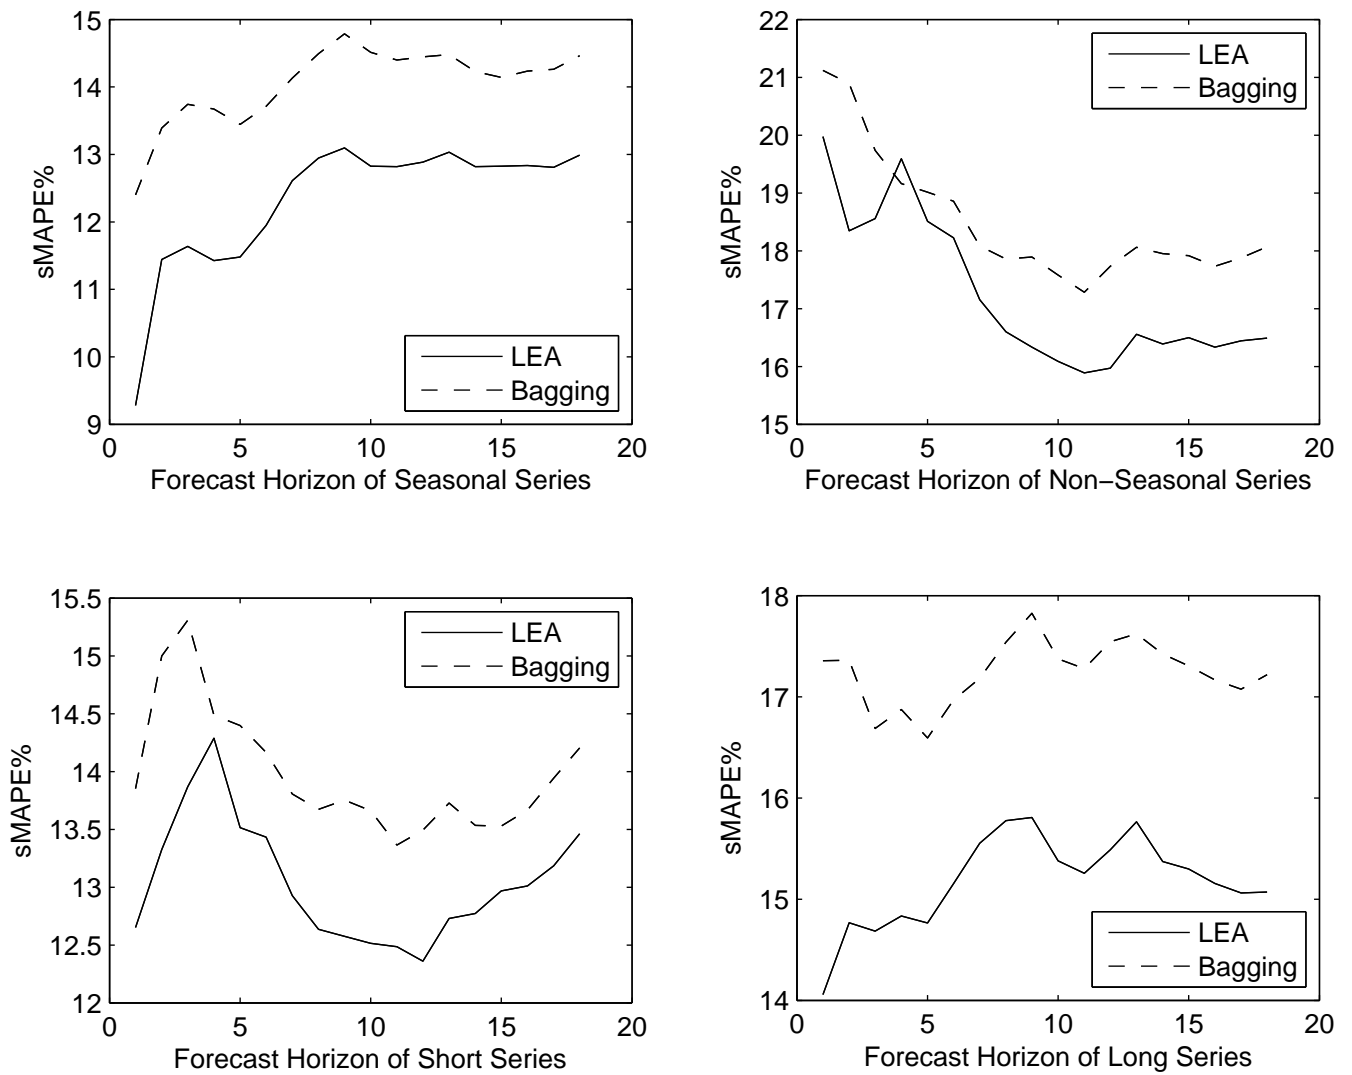 15
14
13
12
11
10
9
sMAPE%
LEA
Bagging
0 5 10 15 20
Forecast Horizon of Seasonal Series
22
21
20
19
18
17
16
15
sMAPE%
LEA
Bagging
0 5 10 15 20
Forecast Horizon of Non−Seasonal Series
15.5
15
14.5
14
13.5
13
12.5
12
sMAPE%
LEA
Bagging
0 5 10 15 20
Forecast Horizon of Short Series
18
17
16
15
14
sMAPE%
LEA
Bagging
0 5 10 15 20
Forecast Horizon of Long Series